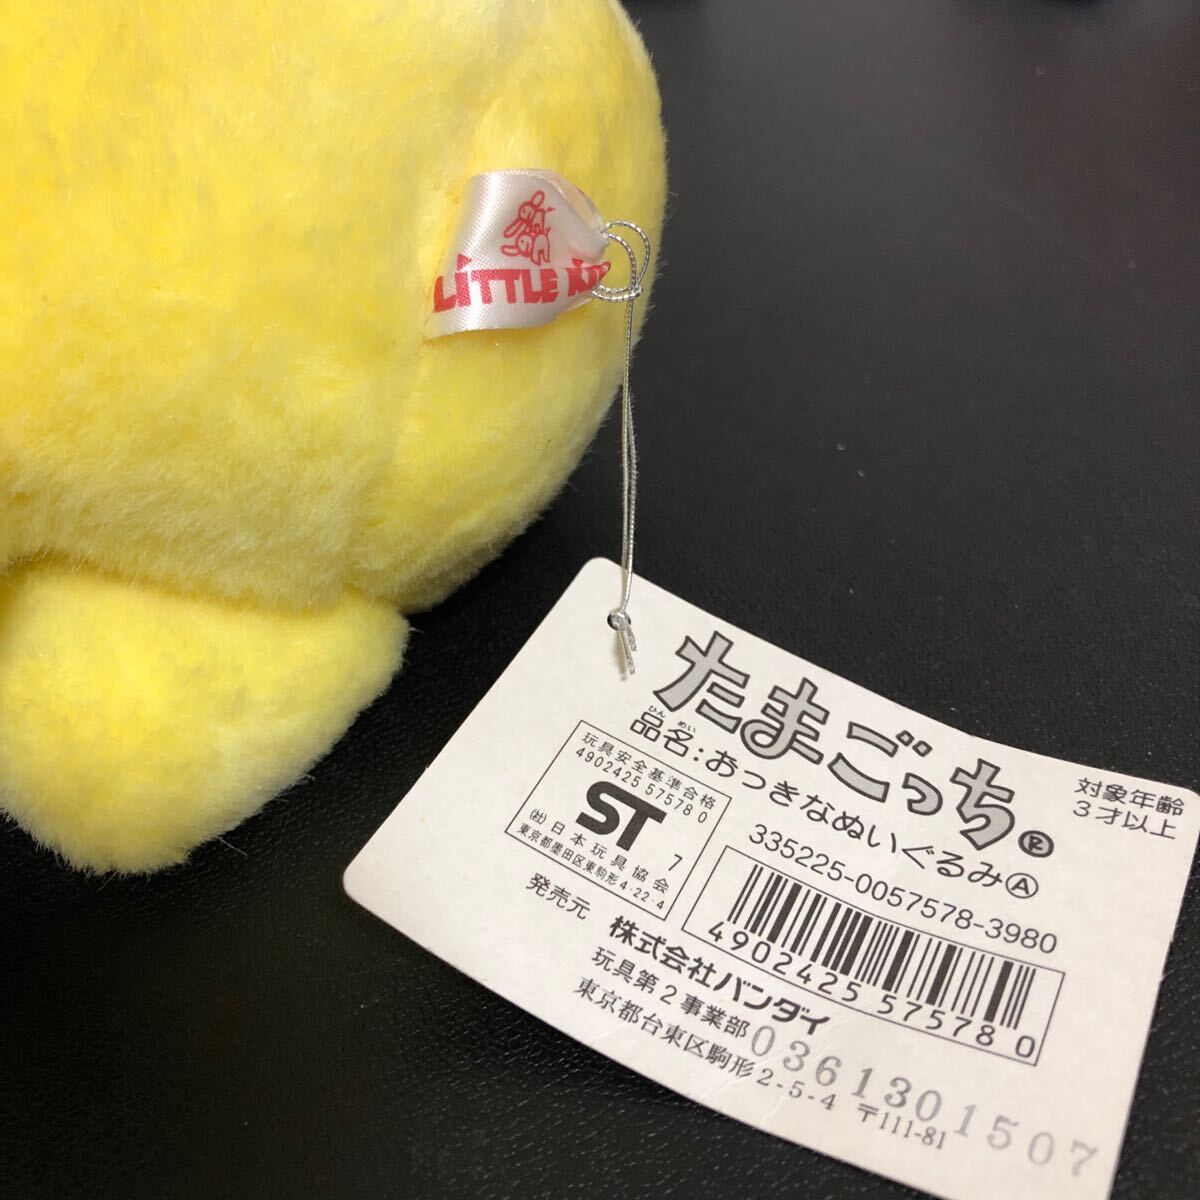 LITTLE
たまごっち®
ひん めい
品名:おっきなぬいぐるみⒶ
対象年齢
3才以上
玩具安全基準合格
4902425 575780
ST
7
(社)日本玩具協会
東京都墨田区東駒形4-22-4
335225-0057578-3980
4902425 575780
発売元
株式会社バンダイ
玩具第2事業部
東京都台東区駒形2-5-4 〒111-81
0361301507